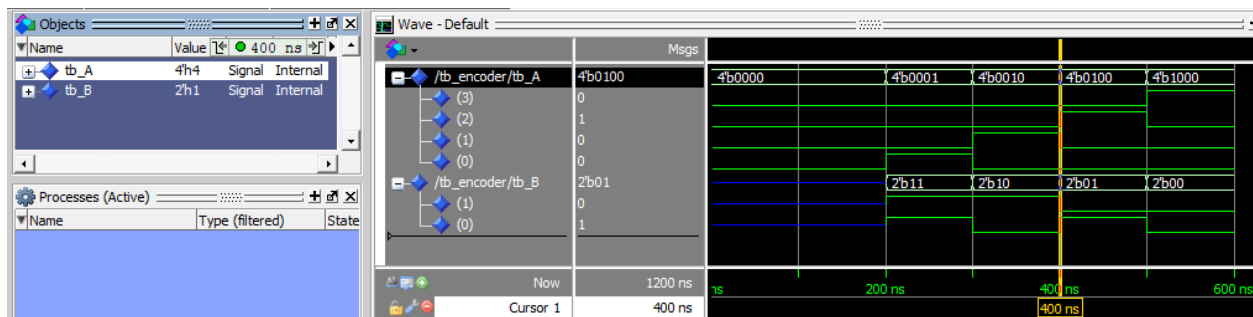 Objects
Name Value 400 ns
tb_A 4'h4 Signal Internal
tb_B 2'h1 Signal Internal
Processes (Active)
Name Type (filtered) State
Wave - Default
Msgs
/tb_encoder/tb_A 4'b0100 4'b0000 4'b0001 4'b0010 4'b0100 4'b1000
(3) 0
(2) 1
(1) 0
(0) 0
/tb_encoder/tb_B 2'b01 2'b11 2'b10 2'b01 2'b00
(1) 0
(0) 1
Now 1200 ns ns 200 ns 400 ns 600 ns
Cursor 1 400 ns 400 ns